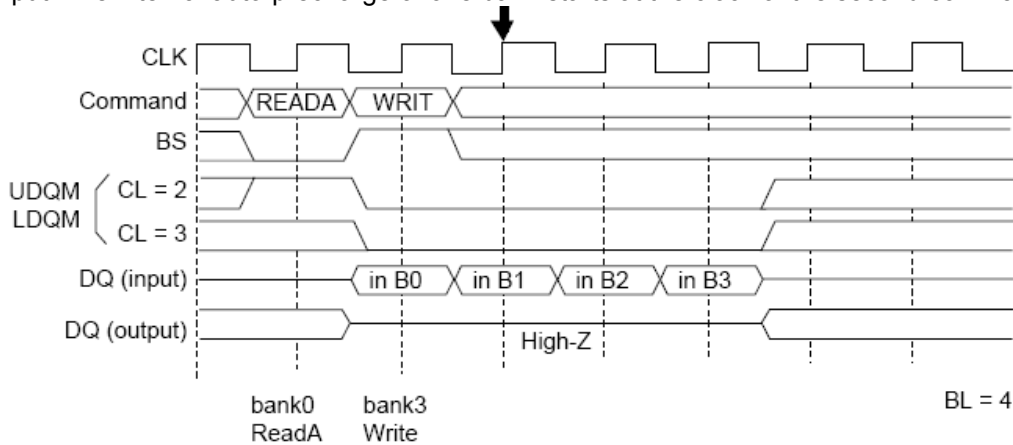 CLK
Command READA WRIT
BS
UDQM CL = 2
LDQM CL = 3
DQ (input) in B0 in B1 in B2 in B3
DQ (output) High-Z
bank0 bank3 BL = 4
ReadA Write